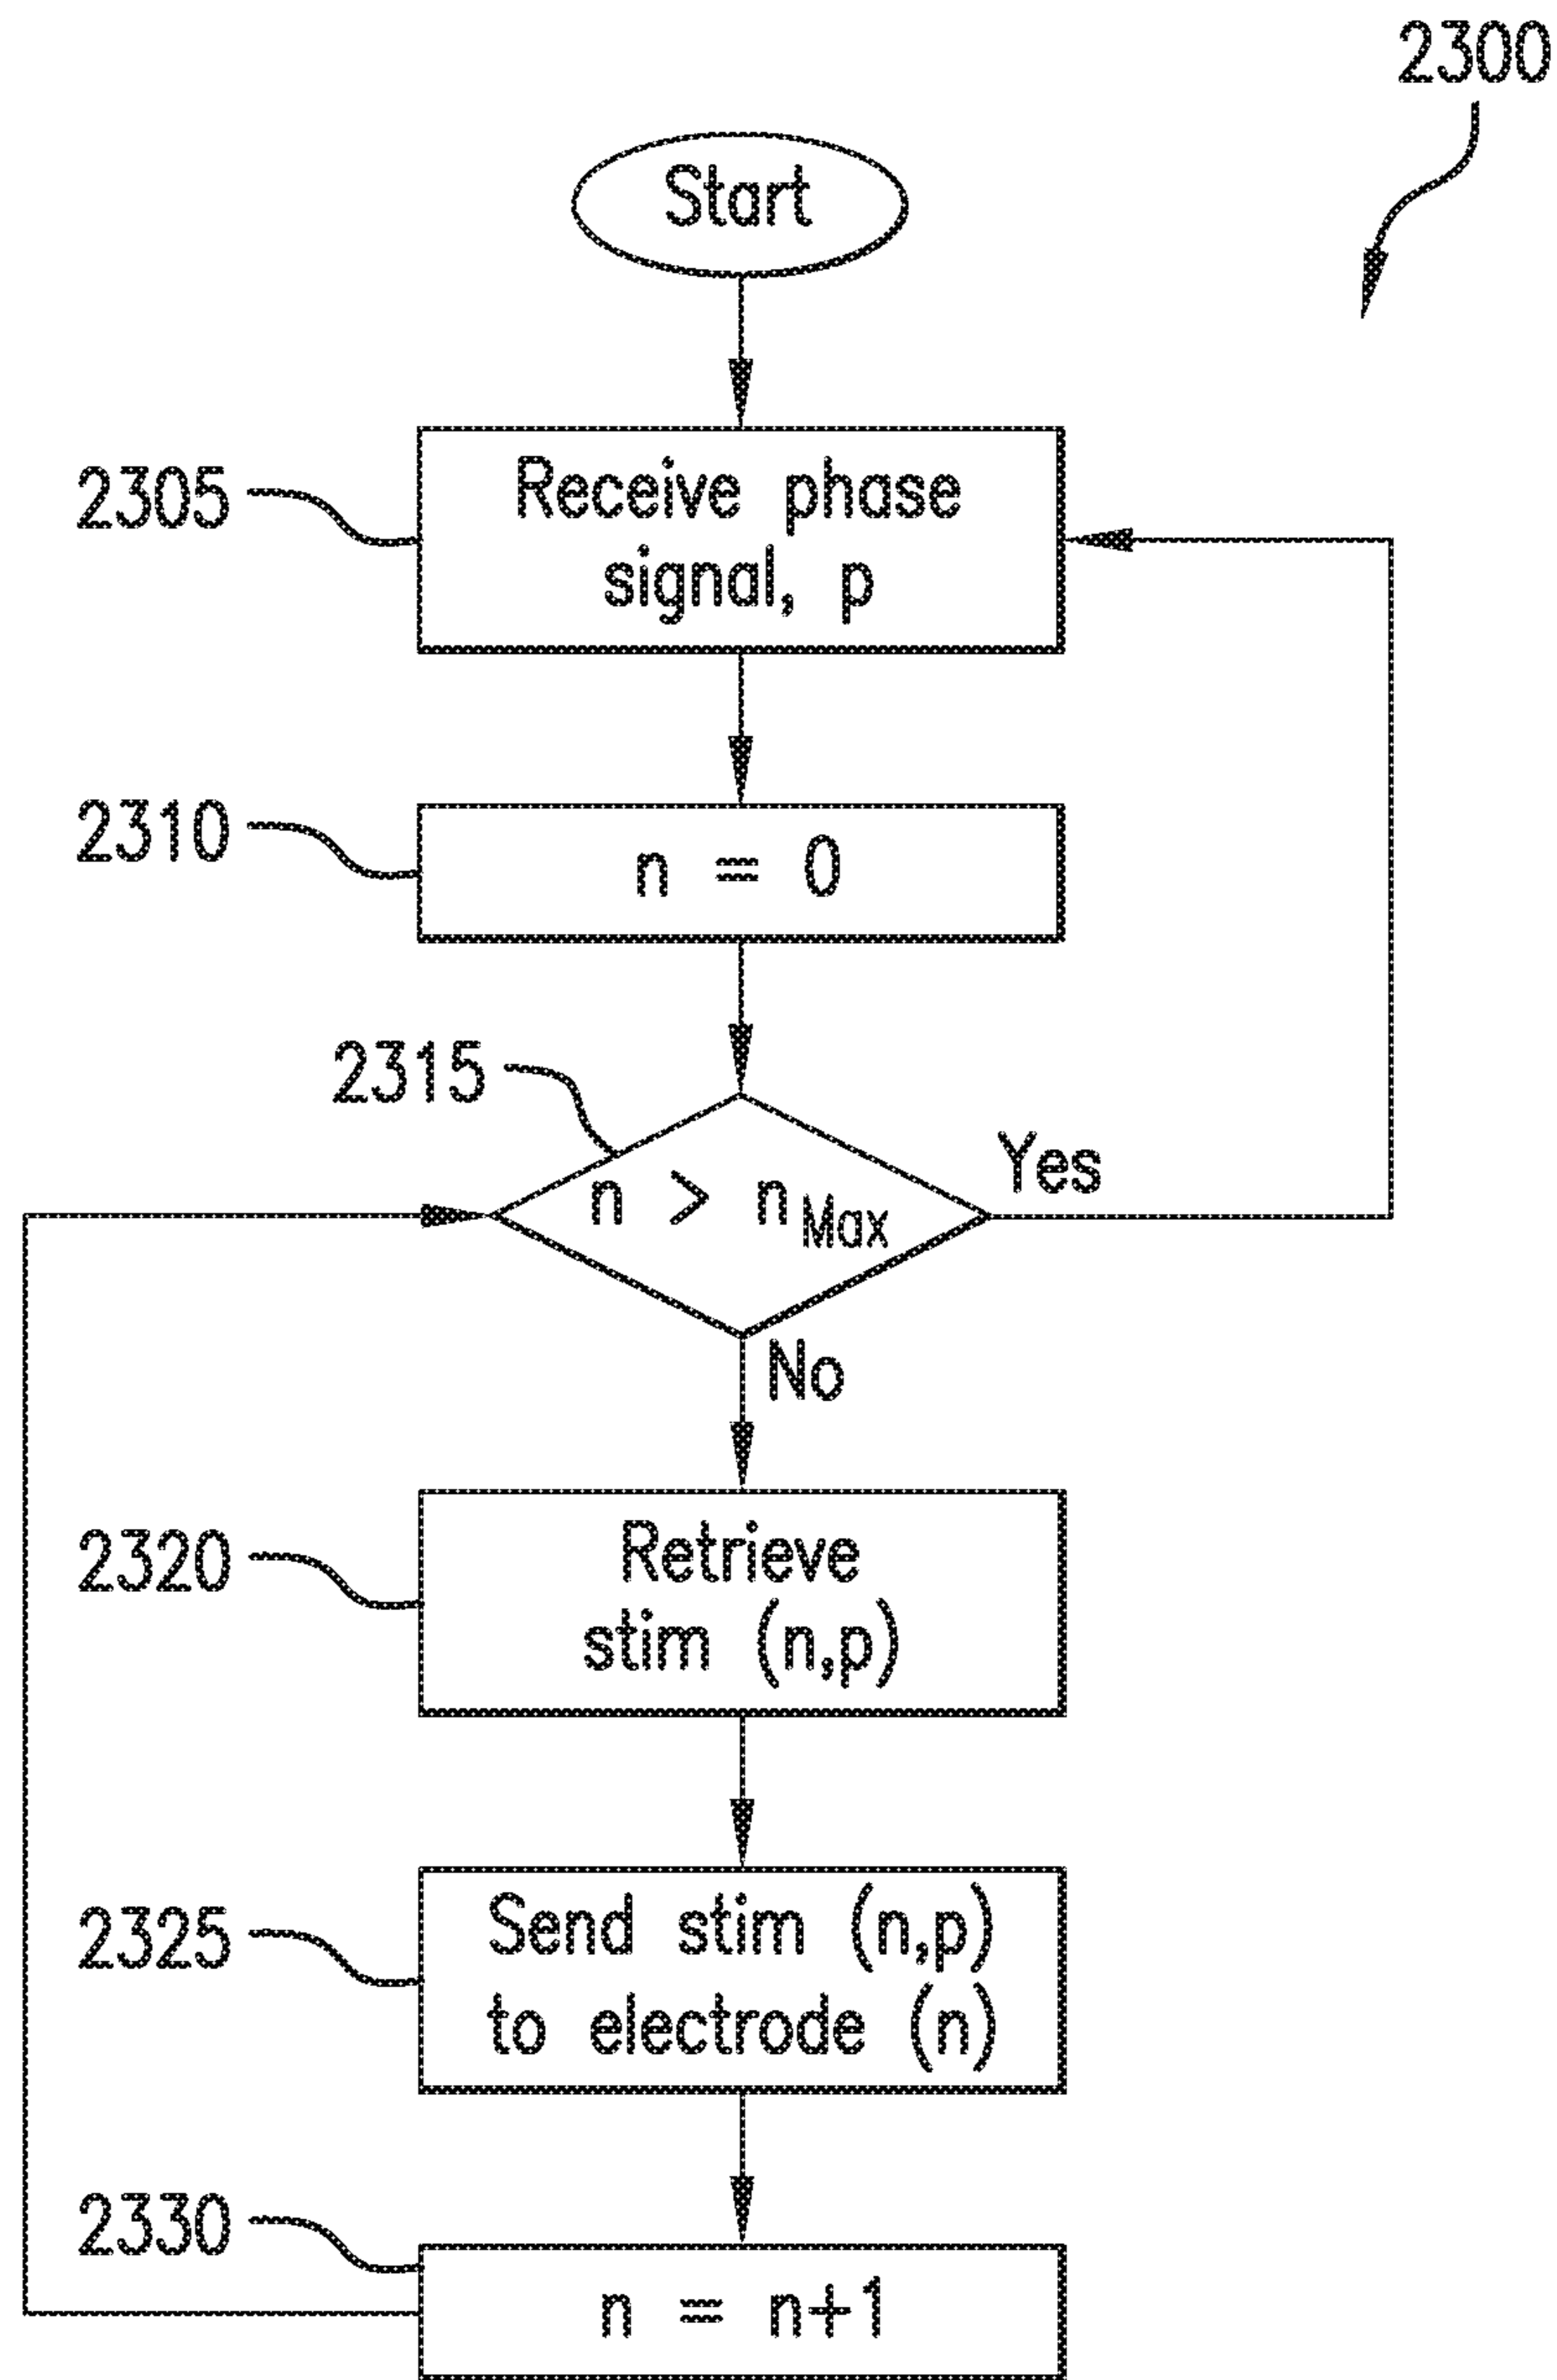 2300
Start
2305
Receive phase
signal, p
2310
n = 0
2315
n > nMax
Yes
No
2320
Retrieve
stim (n,p)
2325
Send stim (n,p)
to electrode (n)
2330
n = n+1